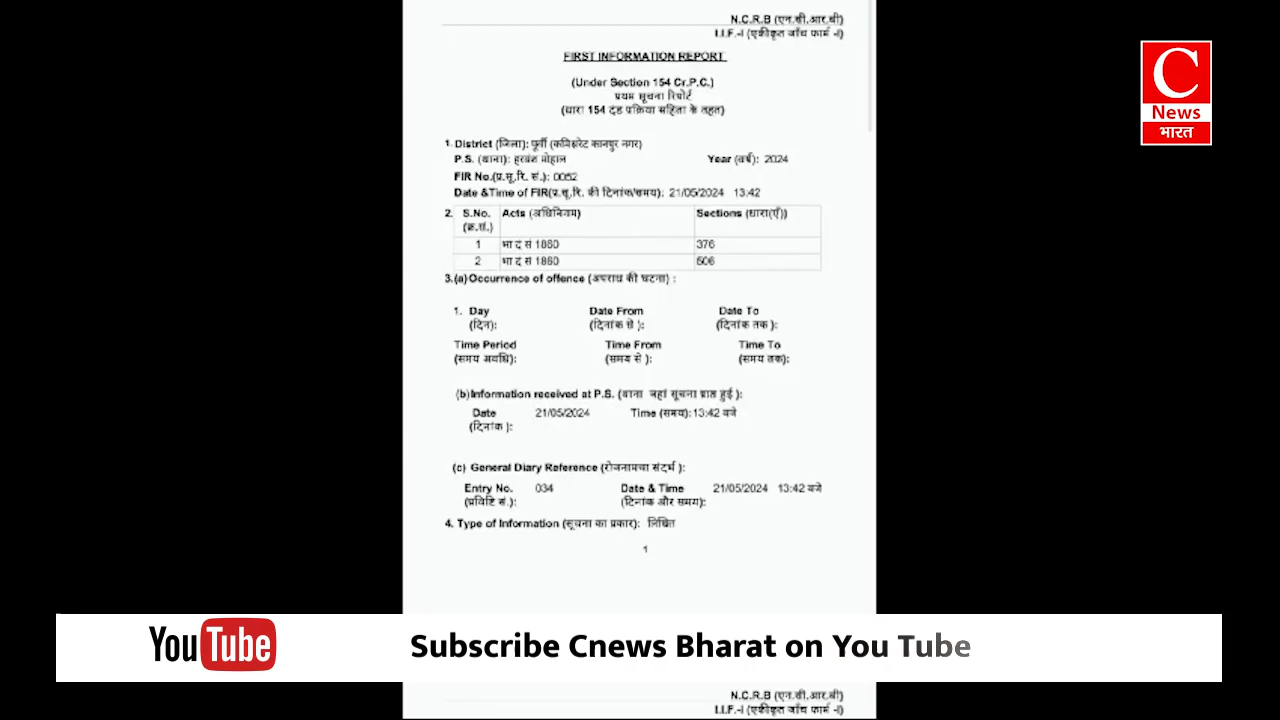 N.C.R.B (एन.सी.आर.बी)
I.I.F.-I (एकीकृत जाँच फार्म -I)
FIRST INFORMATION REPORT
(Under Section 154 Cr.P.C.)
प्रथम सूचना रिपोर्ट
(धारा 154 दंड प्रक्रिया संहिता के तहत)
1. District (जिला): पूर्वी (कमिश्नरेट कानपुर नगर)
P.S. (थाना): हरबंश मोहाल Year (वर्ष): 2024
FIR No.(प्र.सू.रि. सं.): 0052
Date &Time of FIR(प्र.सू.रि. की दिनांक/समय): 21/05/2024 13:42
2. S.No. Acts (अधिनियम) Sections (धारा(एँ))
(क्र.सं.)
1 भा द सं 1860 376
2 भा द सं 1860 506
3.(a)Occurrence of offence (अपराध की घटना) :
1. Day Date From Date To
(दिन): (दिनांक से ): (दिनांक तक ):
Time Period Time From Time To
(समय अवधि): (समय से ): (समय तक):
(b)Information received at P.S. (थाना जहां सूचना प्राप्त हुई ):
Date 21/05/2024 Time (समय):13:42 बजे
(दिनांक ):
(c) General Diary Reference (रोजनामचा संदर्भ ):
Entry No. 034 Date & Time 21/05/2024 13:42 बजे
(प्रविष्टि सं.): (दिनांक और समय):
4. Type of Information (सूचना का प्रकार): लिखित
1
C
News
भारत
YouTube
Subscribe Cnews Bharat on You Tube
N.C.R.B (एन.सी.आर.बी)
I.I.F.-I (एकीकृत जाँच फार्म -I)